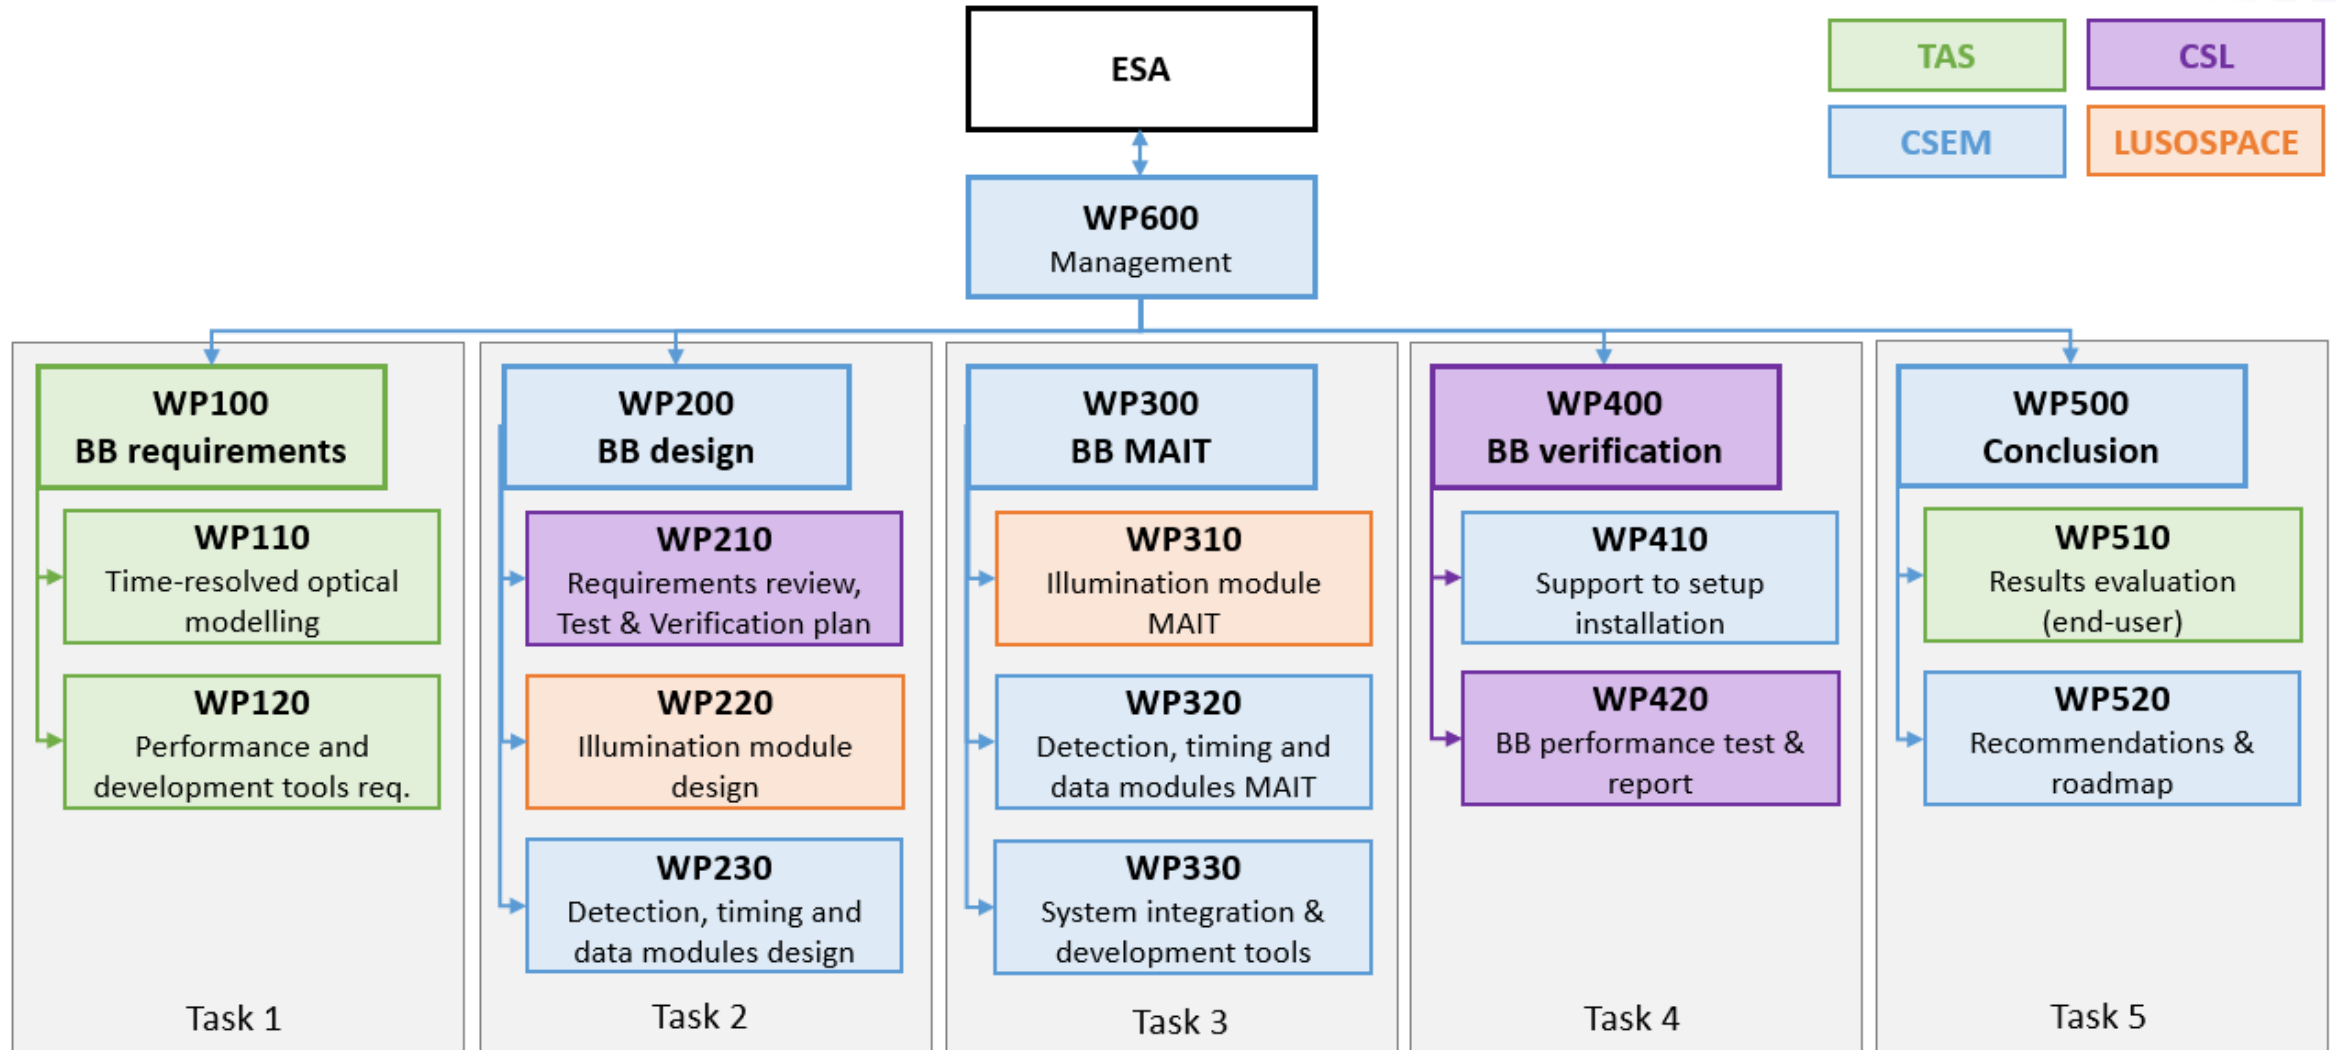 ESA
TAS
CSL
CSEM
LUSOSPACE
WP600
Management
WP100
BB requirements
WP110
Time-resolved optical
modelling
WP120
Performance and
development tools req.
Task 1
WP200
BB design
WP210
Requirements review,
Test & Verification plan
WP220
Illumination module
design
WP230
Detection, timing and
data modules design
Task 2
WP300
BB MAIT
WP310
Illumination module
MAIT
WP320
Detection, timing and
data modules MAIT
WP330
System integration &
development tools
Task 3
WP400
BB verification
WP410
Support to setup
installation
WP420
BB performance test &
report
Task 4
WP500
Conclusion
WP510
Results evaluation
(end-user)
WP520
Recommendations &
roadmap
Task 5